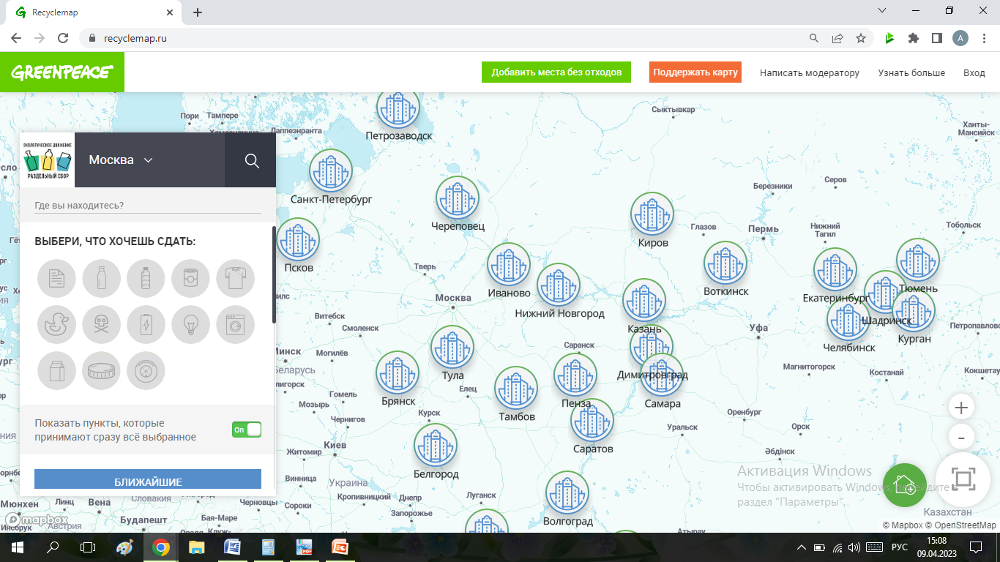 Recyclemap
recyclemap.ru
A
GREENPEACE
Добавить места без отходов
Поддержать карту
Написать модератору
Узнать больше
Вход
ЭКОЛОГИЧЕСКОЕ ДВИЖЕНИЕ
РАЗДЕЛЬНЫЙ СБОР
Москва
Где вы находитесь?
ВЫБЕРИ, ЧТО ХОЧЕШЬ СДАТЬ:
Показать пункты, которые
принимают сразу всё выбранное
On
БЛИЖАЙШИЕ
Пори
Тампере
Лаппеэнранта
Петрозаводск
Сыктывкар
Ханты-
Мансийск
Санкт-Петербург
Череповец
Березники
Серов
Псков
Киров
Глазов
Пермь
Нижний
Тагил
Тобольск
Тверь
Иваново
Воткинск
Екатеринбург
Тюмень
Москва
Нижний Новгород
Витебск
Казань
Шадринск
Смоленск
Уфа
Петропавловс
Курган
Челябинск
Саранск
Минск
Могилёв
Беларусь
Магнитогорск
Костанай
Кокшетау
Тула
Димитровград
Елец
Гомель
Брянск
Пенза
Самара
Мозырь
Тамбов
Курск
Чернигов
Оренбург
Уральск
Орск
Киев
Саратов
Житомир
Әбдінск
Белгород
Винница
Украина
Кропивницкий
Днепр
Луганск
Запорожье
Черновцы
Сороки
Волгоград
Казахстан
Атырау
Мюнхен
Линц
Вена
Словакия
Будапешт
Бая-Маре
Австрия
Инсбрук
Грац
mapbox
+
-
Активация Windows
Чтобы активировать Windows, перейдите в
раздел "Параметры".
© Mapbox © OpenStreetMap
РУС
15:08
09.04.2023